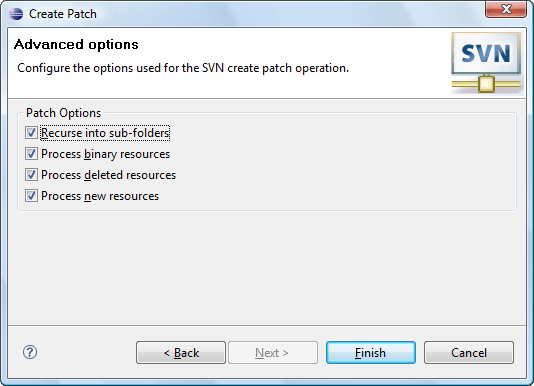 Create Patch
Advanced options
Configure the options used for the SVN create patch operation.
SVN
Patch Options
Recurse into sub-folders
Process binary resources
Process deleted resources
Process new resources
?
< Back
Next >
Finish
Cancel